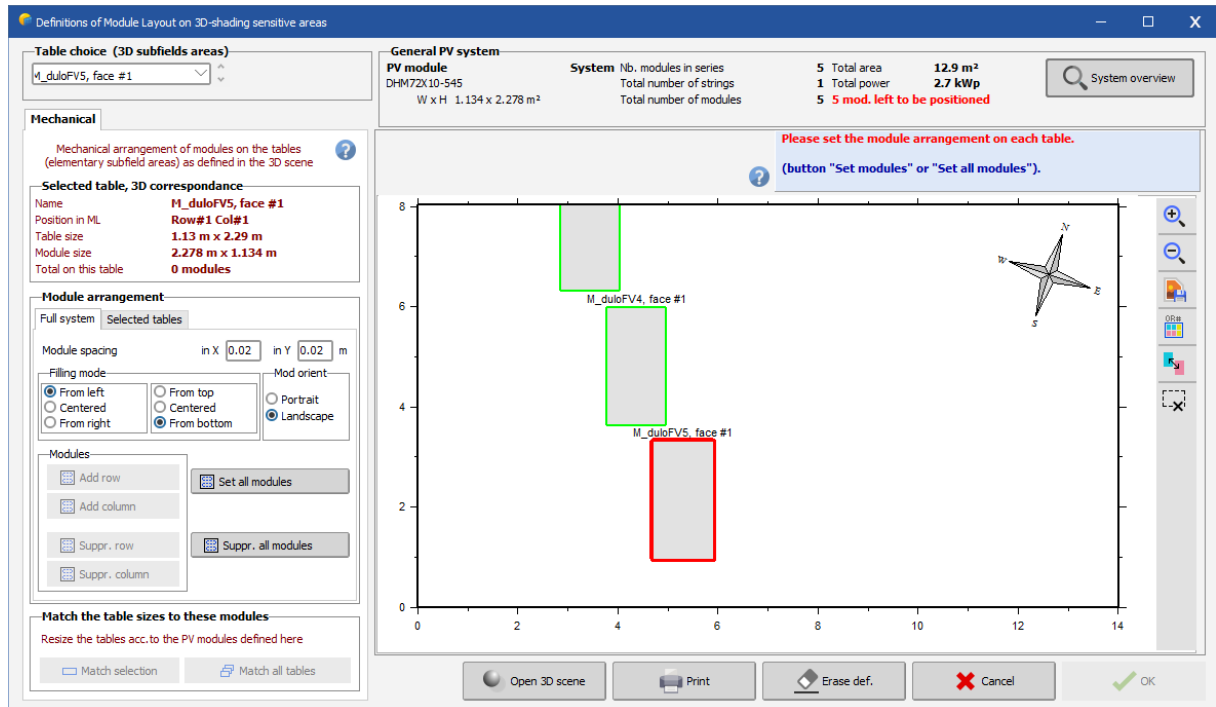 Definitions of Module Layout on 3D-shading sensitive areas
Table choice (3D subfields areas)
M_duloFV5, face #1
General PV system
PV module System Nb. modules in series 5 Total area 12.9 m²
DHM72X10-545 Total number of strings 1 Total power 2.7 kWp
W x H 1.134 x 2.278 m² Total number of modules 5 5 mod. left to be positioned
System overview
Mechanical
Mechanical arrangement of modules on the tables
(elementary subfield areas) as defined in the 3D scene
Selected table, 3D correspondance
Name M_duloFV5, face #1
Position in ML Row#1 Col#1
Table size 1.13 m x 2.29 m
Module size 2.278 m x 1.134 m
Total on this table 0 modules
Module arrangement
Full system Selected tables
Module spacing in X 0.02 in Y 0.02 m
Filling mode Mod orient
From left From top Portrait
Centered Centered Landscape
From right From bottom
Modules
Add row
Set all modules
Add column
Suppr. row
Suppr. all modules
Suppr. column
Match the table sizes to these modules
Resize the tables acc.to the PV modules defined here
Match selection Match all tables
Please set the module arrangement on each table.
(button "Set modules" or "Set all modules").
8
6
4
2
0
0 2 4 6 8 10 12 14
M_duloFV4, face #1
M_duloFV5, face #1
N
W
E
S
OR#
Open 3D scene Print Erase def. Cancel OK